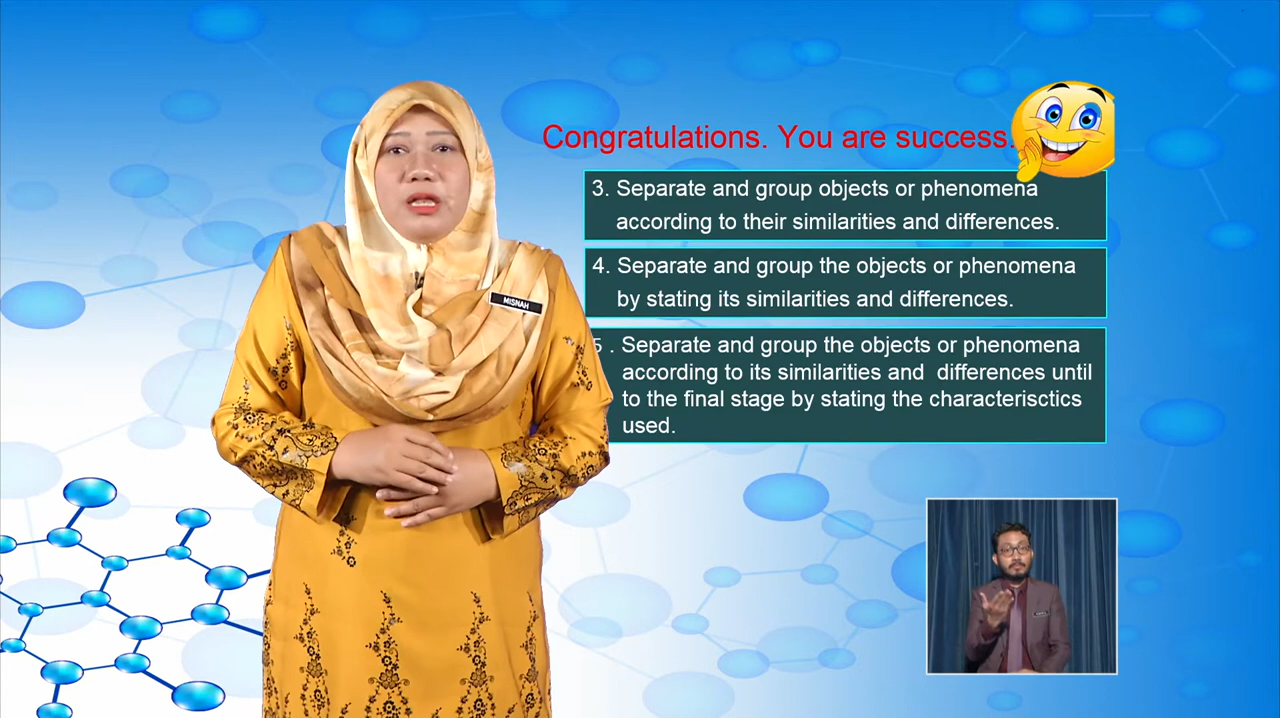 Congratulations. You are success.
3. Separate and group objects or phenomena
according to their similarities and differences.
4. Separate and group the objects or phenomena
by stating its similarities and differences.
5 . Separate and group the objects or phenomena
according to its similarities and differences until
to the final stage by stating the characterisctics
used.
MISNAH